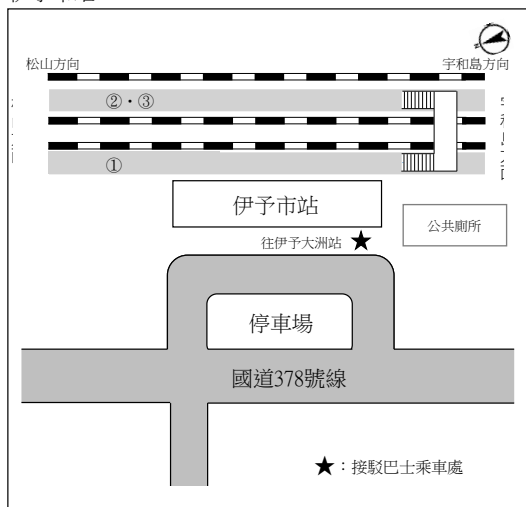 松山方向
宇和島方向
②・③
①
伊予市站
公共廁所
往伊予大洲站 ★
停車場
國道378號線
★：接駁巴士乘車處